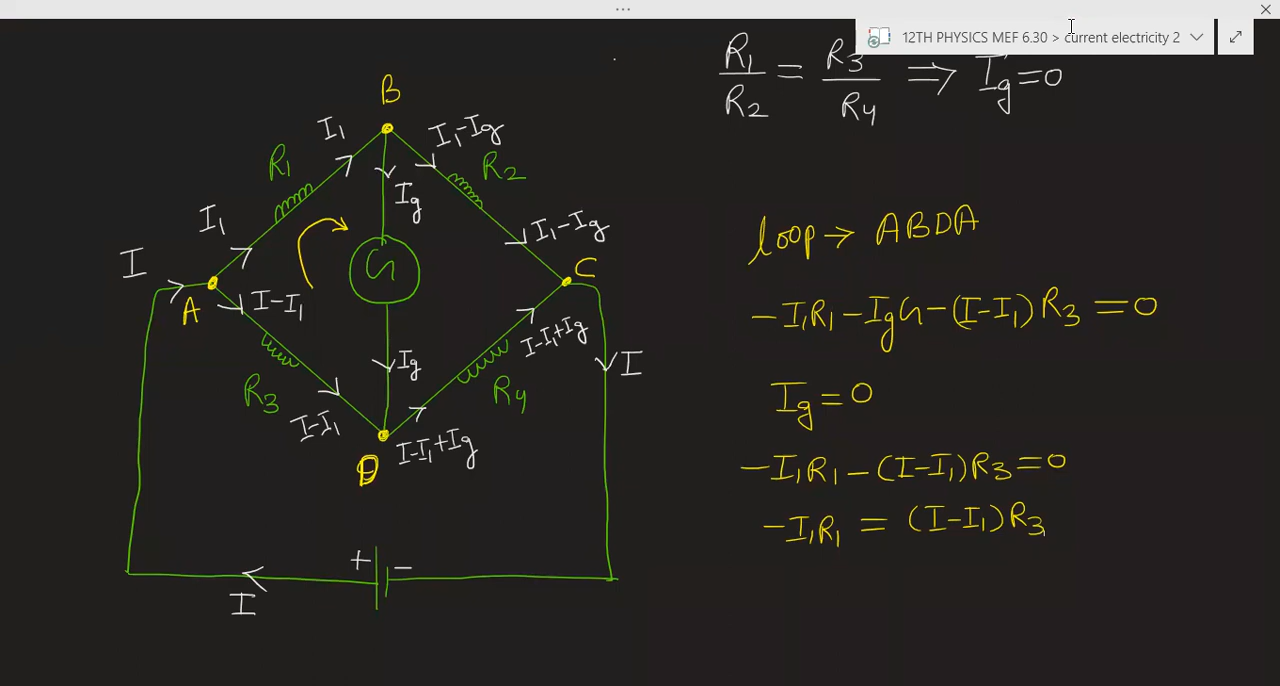 12TH PHYSICS MEF 6.30 > current electricity 2
R1/R2 = R3/R4 ⇒ Ig=0
B
I1
I1-Ig
R1
R2
Ig
I1
I1-Ig
I
G
C
A
I-I1
I-I1+Ig
Ig
I
R3
R4
I-I1
I-I1+Ig
D
+ -
I
loop → ABDA
-I1R1-IgG-(I-I1)R3=0
Ig=0
-I1R1-(I-I1)R3=0
-I1R1 = (I-I1)R3